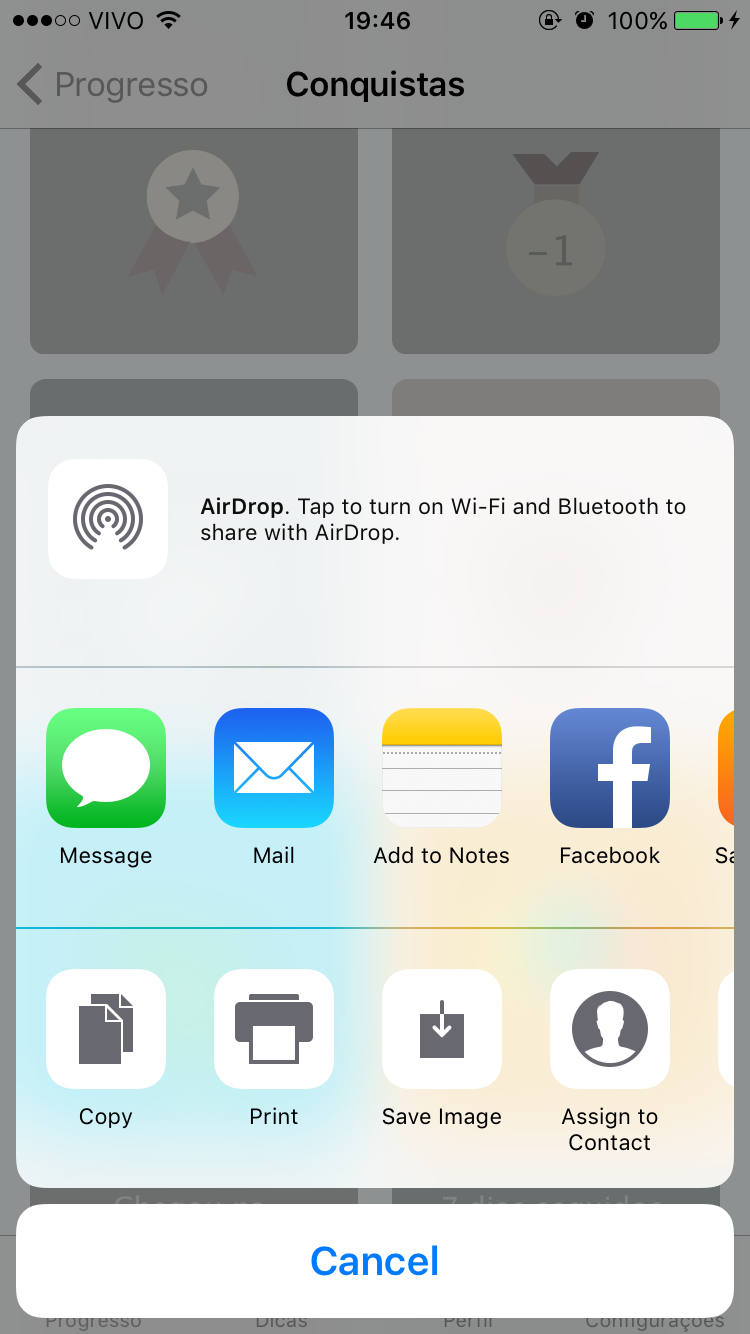 VIVO 19:46 100%
Progresso Conquistas
-1
AirDrop. Tap to turn on Wi-Fi and Bluetooth to
share with AirDrop.
Message Mail Add to Notes Facebook
Copy Print Save Image Assign to
Contact
7 dias seguidos
Cancel
Progresso Dicas Perfil Configurações